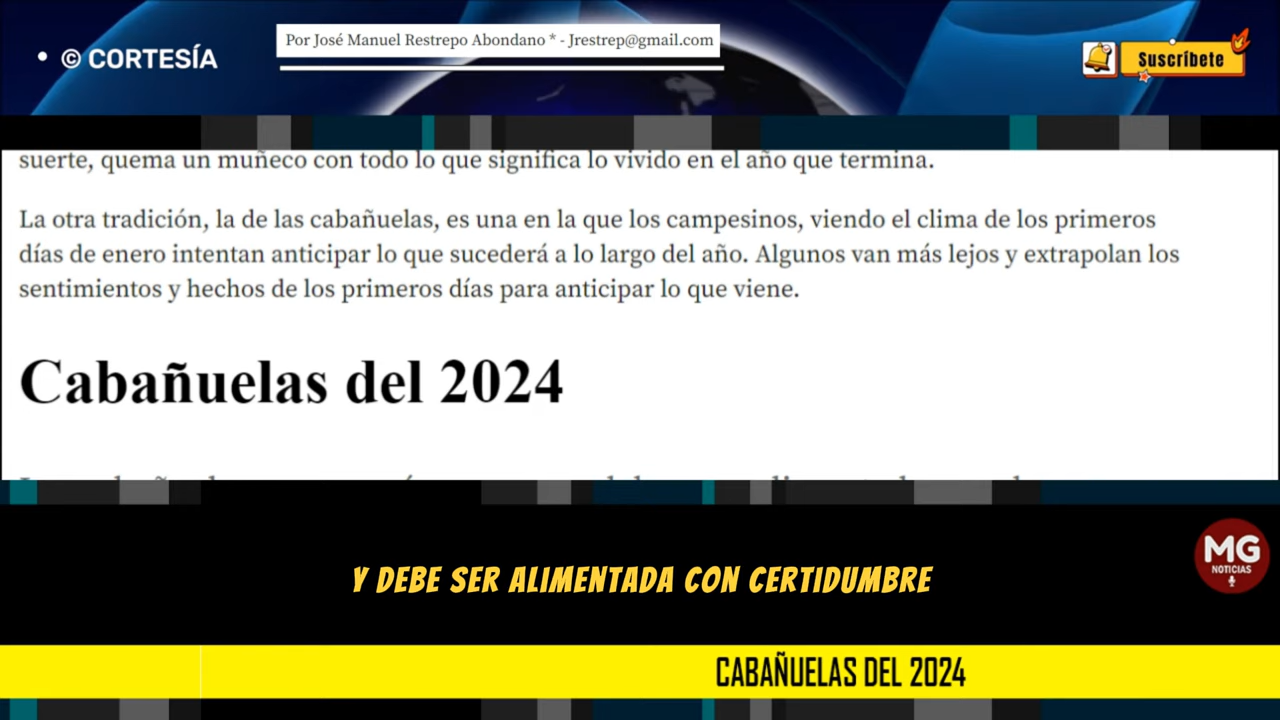 • © CORTESÍA
Por José Manuel Restrepo Abondano * - Jrestrep@gmail.com
Suscríbete
suerte, quema un muñeco con todo lo que significa lo vivido en el año que termina.
La otra tradición, la de las cabañuelas, es una en la que los campesinos, viendo el clima de los primeros
días de enero intentan anticipar lo que sucederá a lo largo del año. Algunos van más lejos y extrapolan los
sentimientos y hechos de los primeros días para anticipar lo que viene.
Cabañuelas del 2024
Y DEBE SER ALIMENTADA CON CERTIDUMBRE
MG
NOTICIAS
CABAÑUELAS DEL 2024